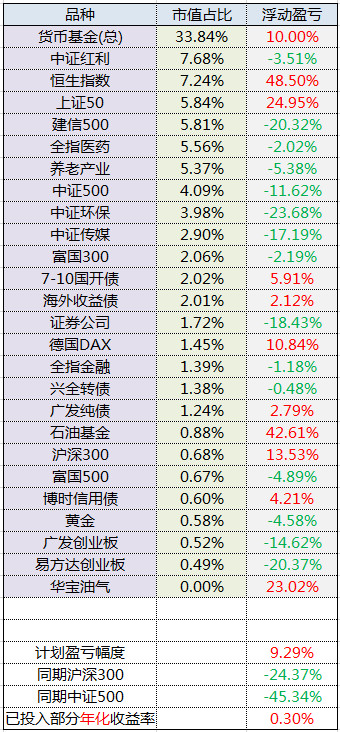 品种 市值占比 浮动盈亏
货币基金(总) 33.84% 10.00%
中证红利 7.68% -3.51%
恒生指数 7.24% 48.50%
上证50 5.84% 24.95%
建信500 5.81% -20.32%
全指医药 5.56% -2.02%
养老产业 5.37% -5.38%
中证500 4.09% -11.62%
中证环保 3.98% -23.68%
中证传媒 2.90% -17.19%
富国300 2.06% -2.19%
7-10国开债 2.02% 5.91%
海外收益债 2.01% 2.12%
证券公司 1.72% -18.43%
德国DAX 1.45% 10.84%
全指金融 1.39% -1.18%
兴全转债 1.38% -0.48%
广发纯债 1.24% 2.79%
石油基金 0.88% 42.61%
沪深300 0.68% 13.53%
富国500 0.67% -4.89%
博时信用债 0.60% 4.21%
黄金 0.58% -4.58%
广发创业板 0.52% -14.62%
易方达创业板 0.49% -20.37%
华宝油气 0.00% 23.02%
计划盈亏幅度 9.29%
同期沪深300 -24.37%
同期中证500 -45.34%
已投入部分年化收益率 0.30%